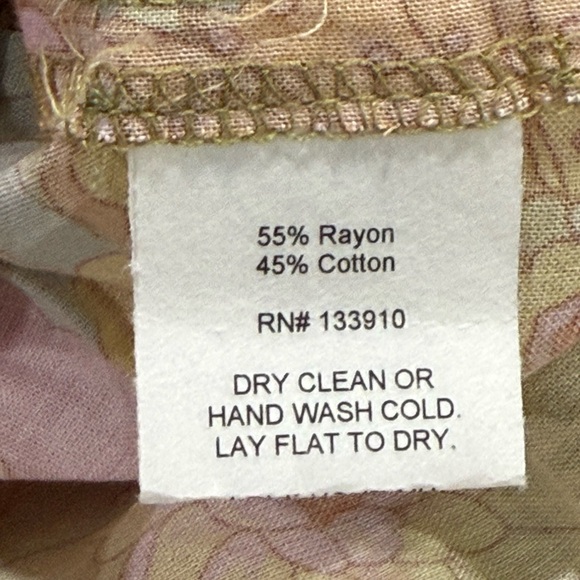 55% Rayon
45% Cotton
RN# 133910
DRY CLEAN OR
HAND WASH COLD.
LAY FLAT TO DRY.